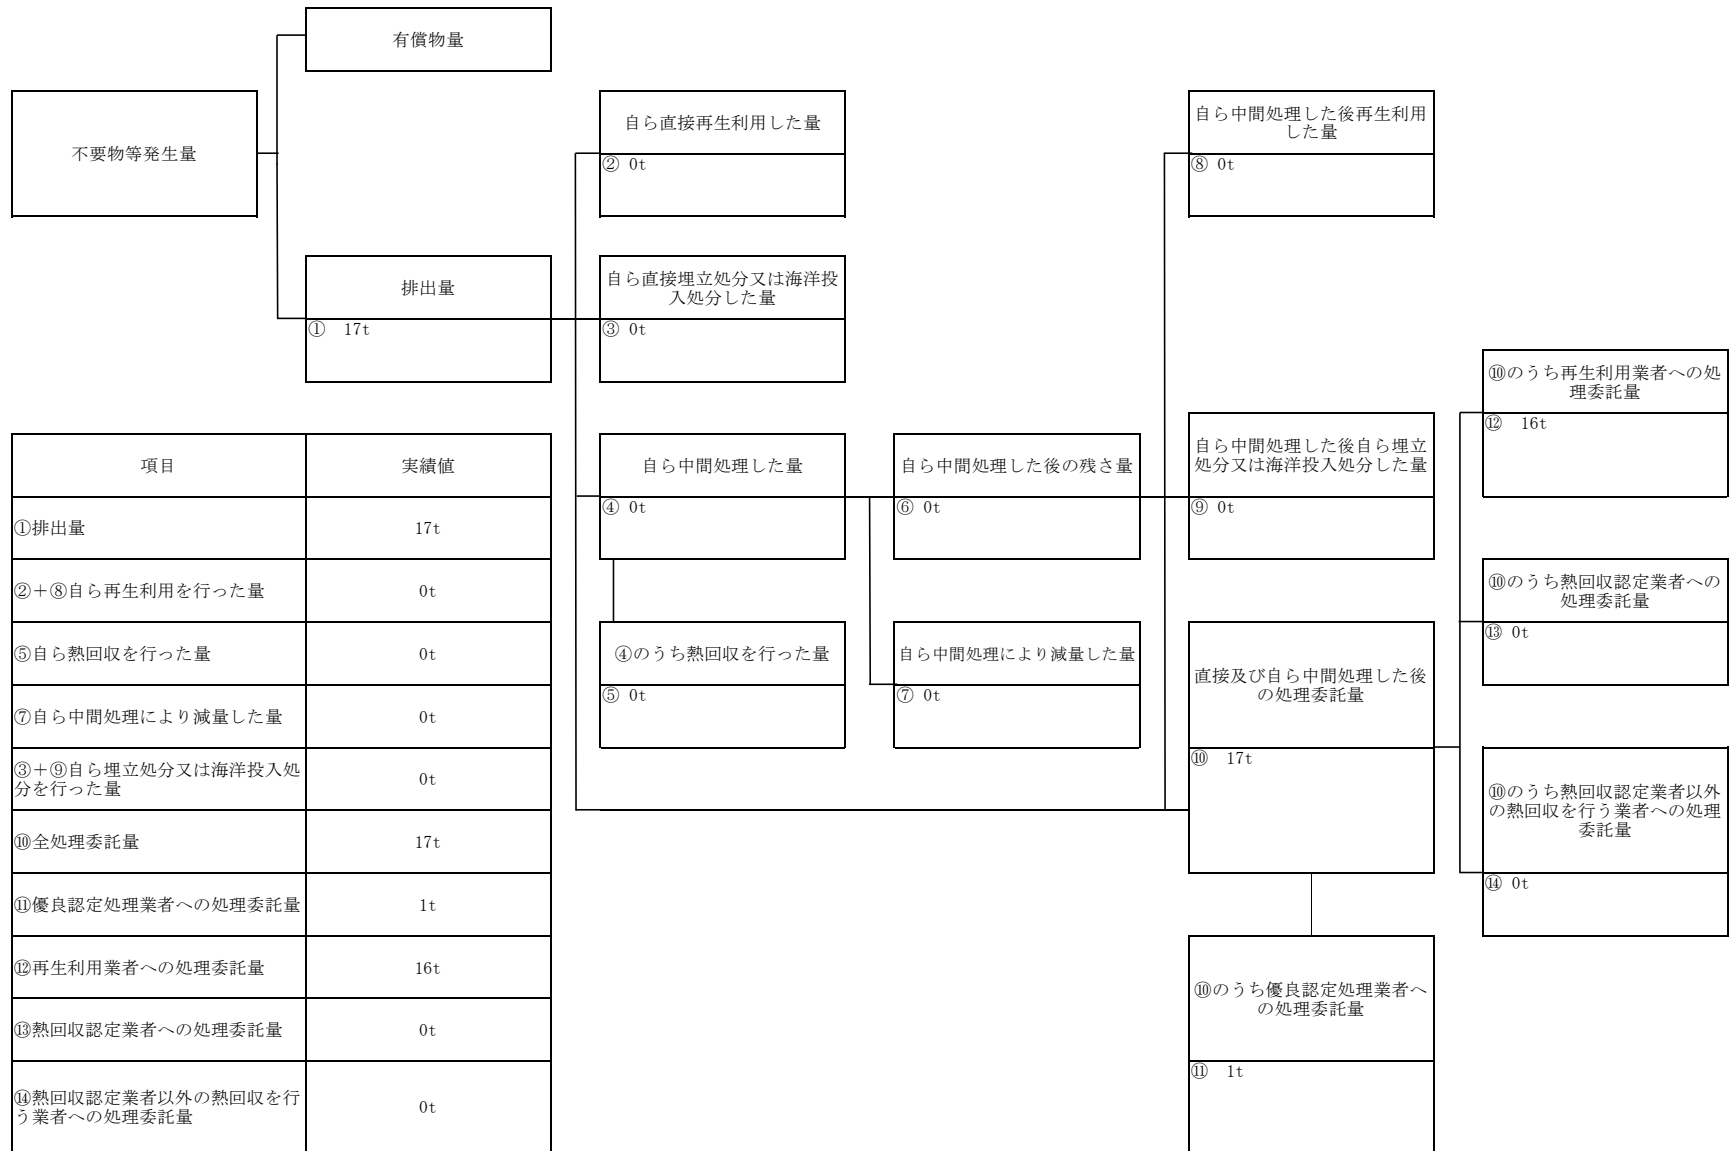 有償物量
不要物等発生量
自ら直接再生利用した量
② 0t
自ら中間処理した後再生利用
した量
⑧ 0t
排出量
① 17t
自ら直接埋立処分又は海洋投
入処分した量
③ 0t
自ら中間処理した量
④ 0t
自ら中間処理した後の残さ量
⑥ 0t
自ら中間処理した後自ら埋立
処分又は海洋投入処分した量
⑨ 0t
⑩のうち再生利用業者への処
理委託量
⑫ 16t
④のうち熱回収を行った量
⑤ 0t
自ら中間処理により減量した量
⑦ 0t
直接及び自ら中間処理した後
の処理委託量
⑩ 17t
⑩のうち熱回収認定業者への
処理委託量
⑬ 0t
⑩のうち熱回収認定業者以外
の熱回収を行う業者への処理
委託量
⑭ 0t
⑩のうち優良認定処理業者へ
の処理委託量
⑪ 1t
項目 実績値
①排出量 17t
②+⑧自ら再生利用を行った量 0t
⑤自ら熱回収を行った量 0t
⑦自ら中間処理により減量した量 0t
③+⑨自ら埋立処分又は海洋投入処
分を行った量 0t
⑩全処理委託量 17t
⑪優良認定処理業者への処理委託量 1t
⑫再生利用業者への処理委託量 16t
⑬熱回収認定業者への処理委託量 0t
⑭熱回収認定業者以外の熱回収を行
う業者への処理委託量 0t